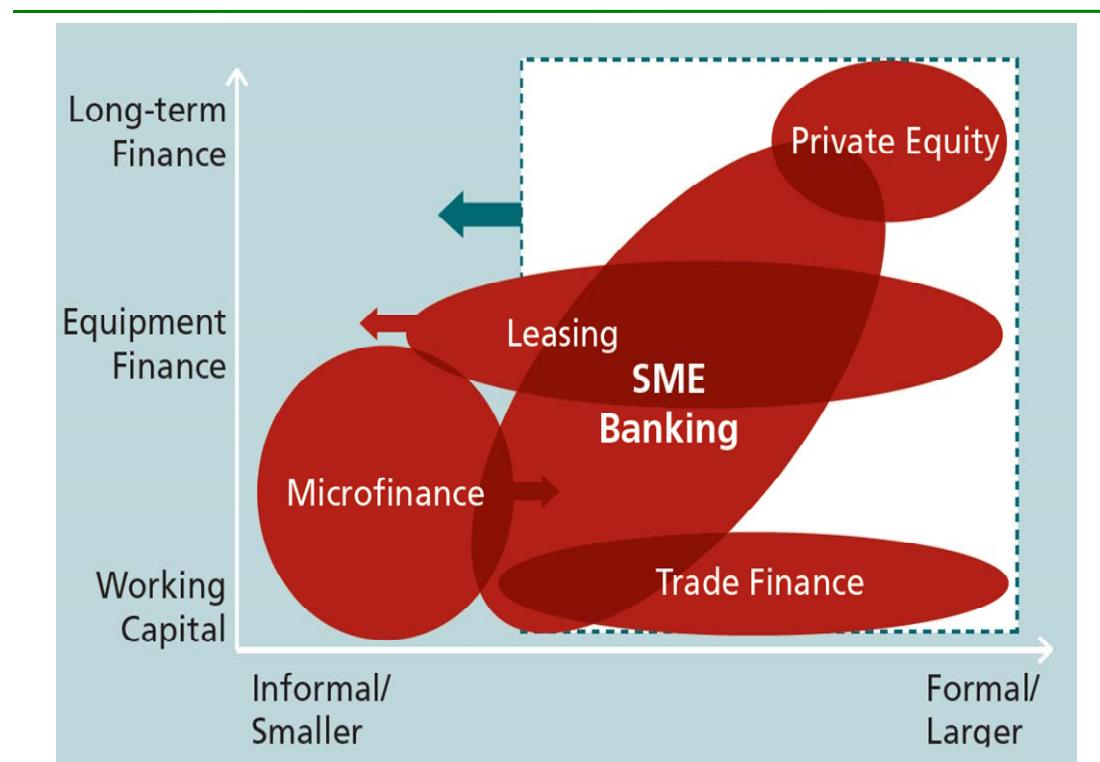 Long-term
Finance
Private Equity
Equipment
Finance
Leasing
SME
Banking
Microfinance
Working
Capital
Trade Finance
Informal/
Smaller
Formal/
Larger